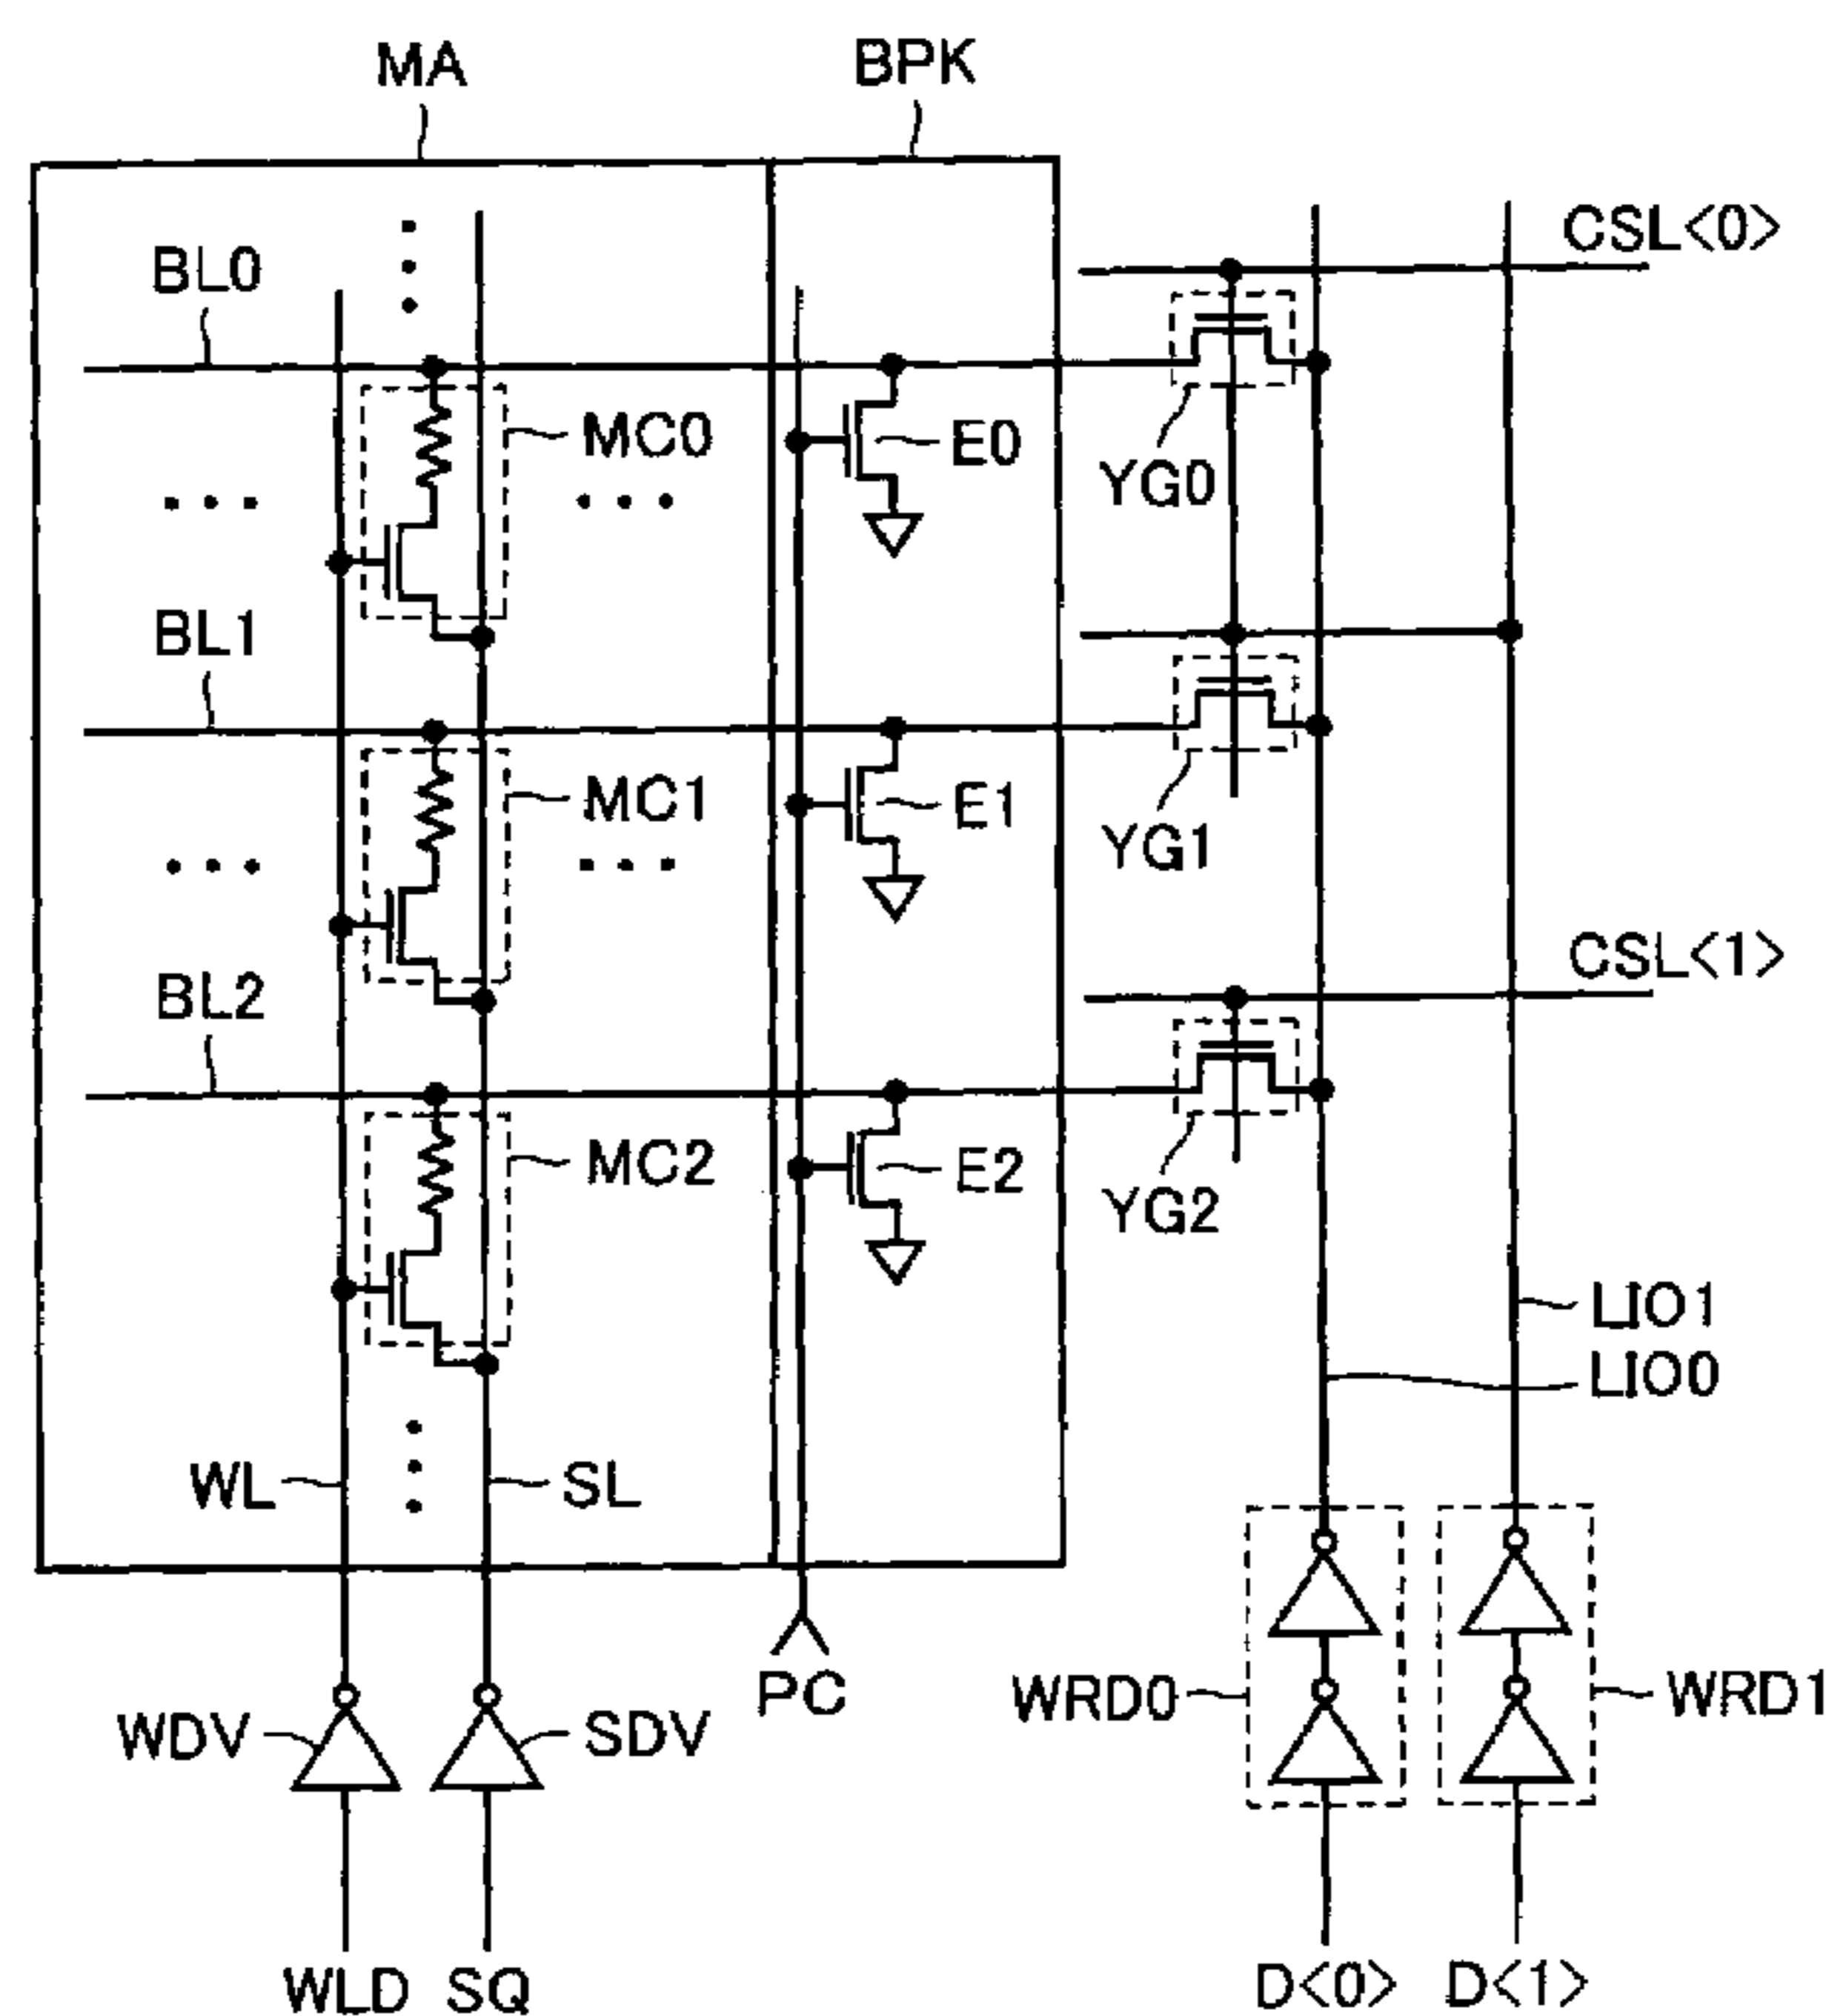 MA
BPK
CSL<0>
BL0
MC0
E0
YG0
BL1
MC1
E1
YG1
CSL<1>
BL2
MC2
E2
YG2
LIO1
LIO0
WL
SL
PC
WRD0
WRD1
WDV
SDV
WLD
SQ
D<0>
D<1>